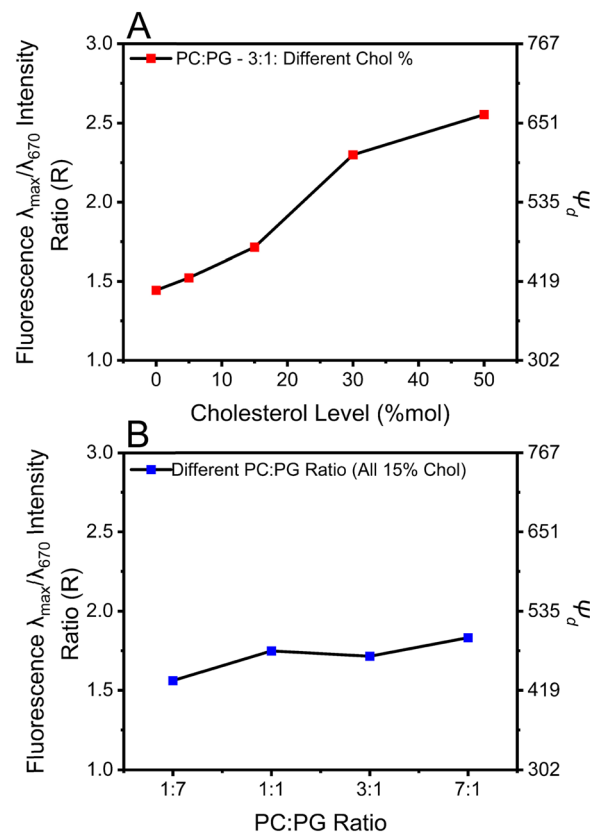 A
3.0
2.5
2.0
1.5
1.0
Fluorescence λmax/λ670 Intensity
Ratio (R)
PC:PG - 3:1: Different Chol %
767
651
535
419
302
Ψd
0 10 20 30 40 50
Cholesterol Level (%mol)
B
3.0
2.5
2.0
1.5
1.0
Fluorescence λmax/λ670 Intensity
Ratio (R)
Different PC:PG Ratio (All 15% Chol)
767
651
535
419
302
Ψd
1:7 1:1 3:1 7:1
PC:PG Ratio